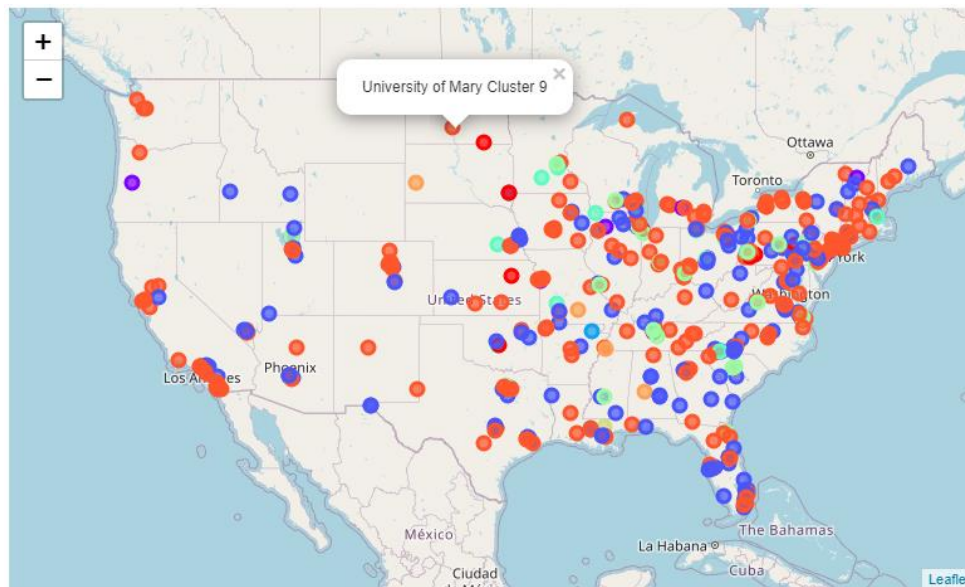 +
−
University of Mary Cluster 9
×
Ottawa
Toronto
York
United States
Washington
Los Angeles
Phoenix
México
The Bahamas
La Habana
Cuba
Ciudad
Leafle